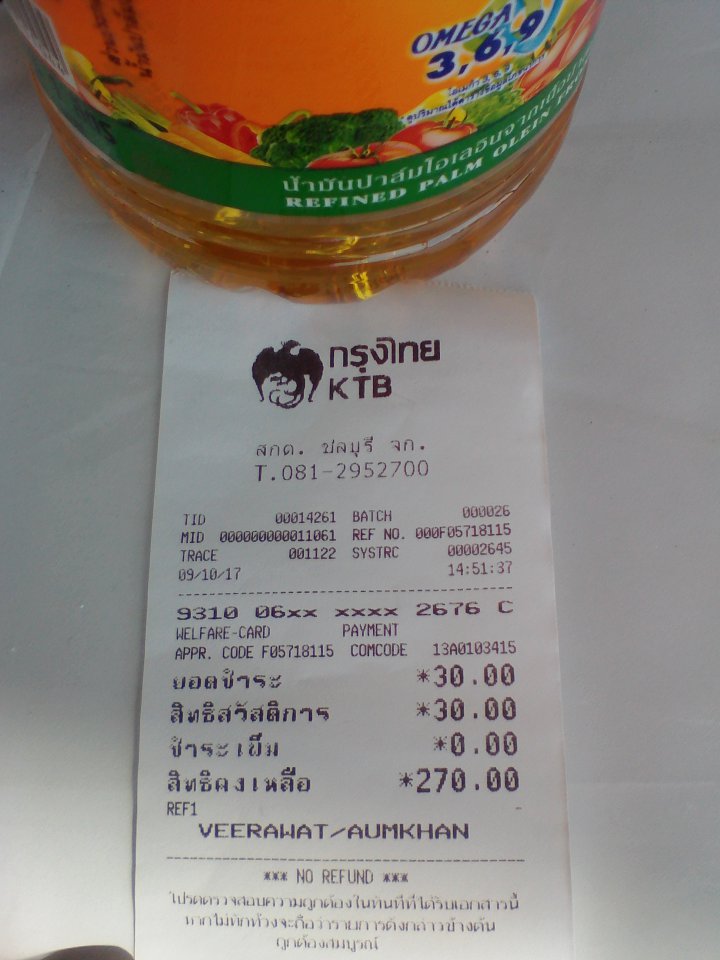 OMEGA
3,6,9
น้ำมันปาล์มโอเลอินจากเนื้อปาล์ม
REFINED PALM OLEIN
กรุงไทย
KTB
สกต. ชลบุรี จก.
T.081-2952700
TID 00014261 BATCH 000026
MID 000000000011061 REF NO. 000F05718115
TRACE 001122 SYSTRC 00002645
09/10/17 14:51:37
9310 06xx xxxx 2676 C
WELFARE-CARD PAYMENT
APPR. CODE F05718115 COMCODE 13A0103415
ยอดชำระ *30.00
สิทธิสวัสดิการ *30.00
ชำระเพิ่ม *0.00
สิทธิคงเหลือ *270.00
REF1 -
VEERAWAT/AUMKHAN
*** NO REFUND ***
โปรดตรวจสอบความถูกต้องในทันทีที่ได้รับเอกสารนี้
หากไม่ทักท้วงจะถือว่ารายการดังกล่าวข้างต้น
ถูกต้องสมบูรณ์